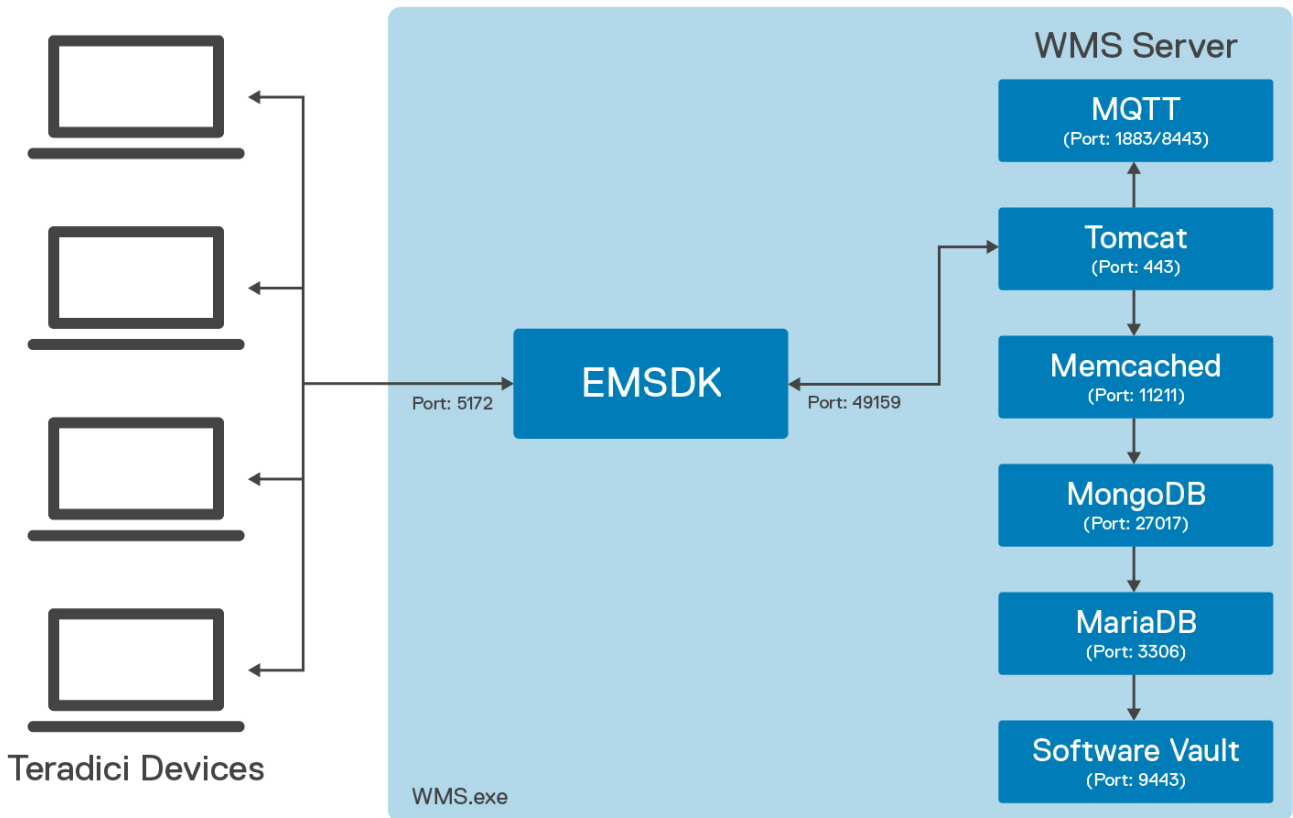 WMS Server
MQTT
(Port: 1883/8443)
Tomcat
(Port: 443)
Memcached
(Port: 11211)
EMSDK
Port: 5172
Port: 49159
MongoDB
(Port: 27017)
MariaDB
(Port: 3306)
Software Vault
(Port: 9443)
Teradici Devices
WMS.exe